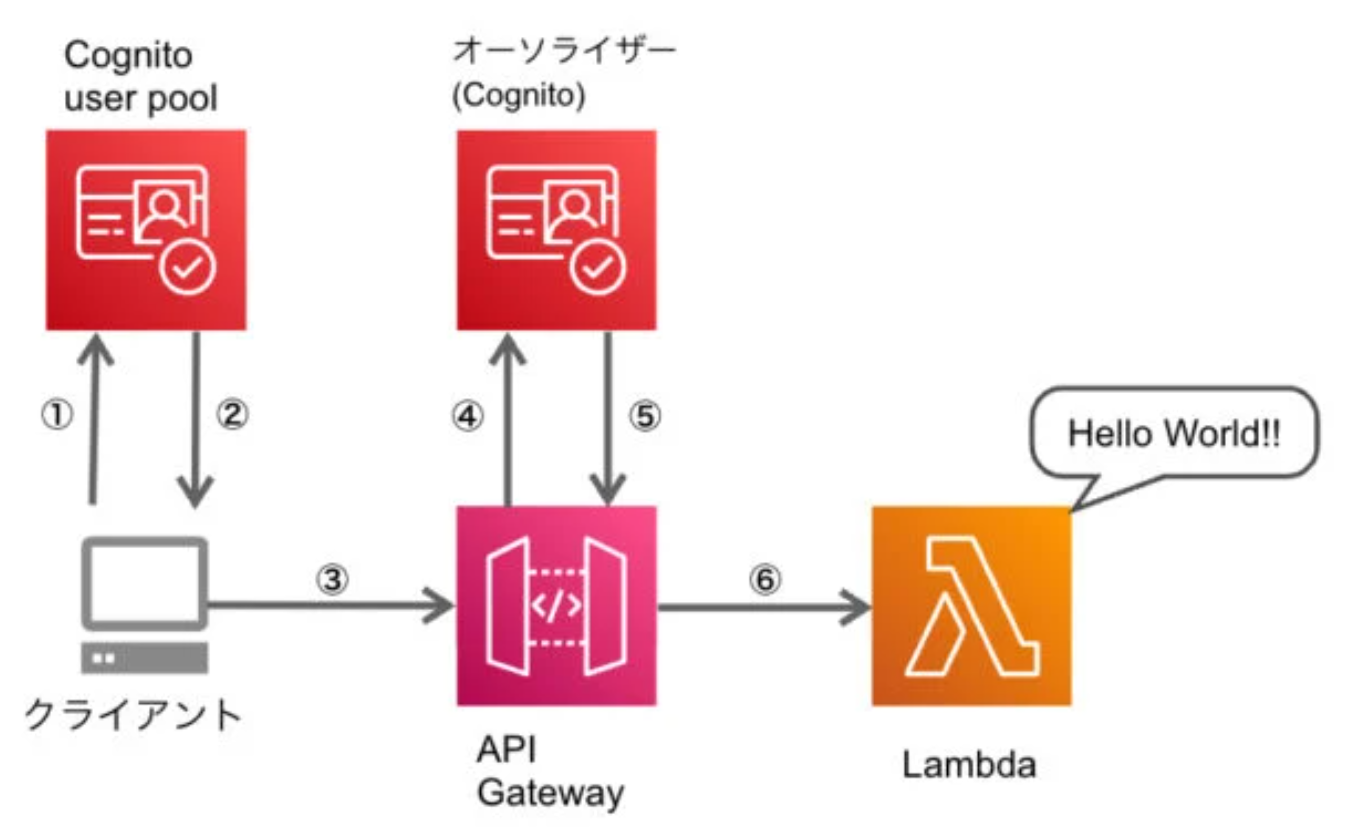 Cognito
user pool
オーソライザー
(Cognito)
①
②
④
⑤
Hello World!!
③
⑥
</>
クライアント
API
Gateway
Lambda